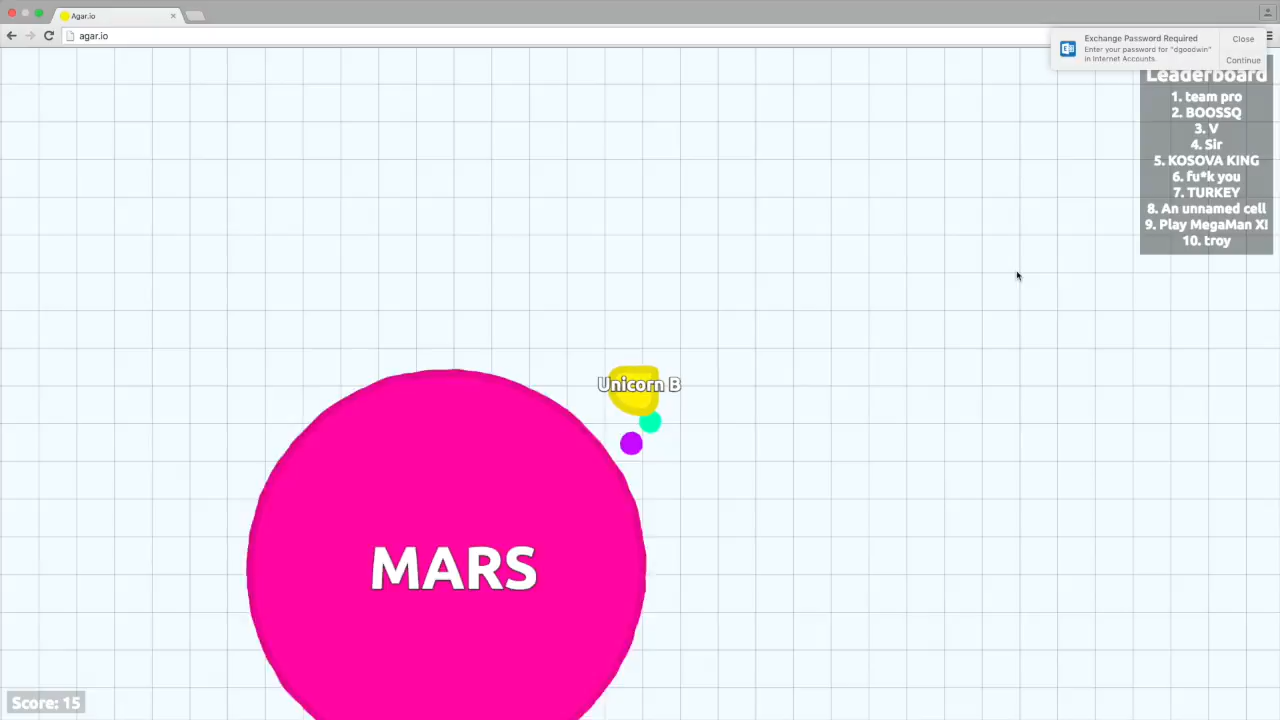 Agar.io
agar.io
Exchange Password Required
Enter your password for "dgoodwin"
in Internet Accounts.
Close
Continue
Leaderboard
1. team pro
2. BOOSSQ
3. V
4. Sir
5. KOSOVA KING
6. fu*k you
7. TURKEY
8. An unnamed cell
9. Play MegaMan X!
10. troy
Unicorn B
MARS
Score: 15